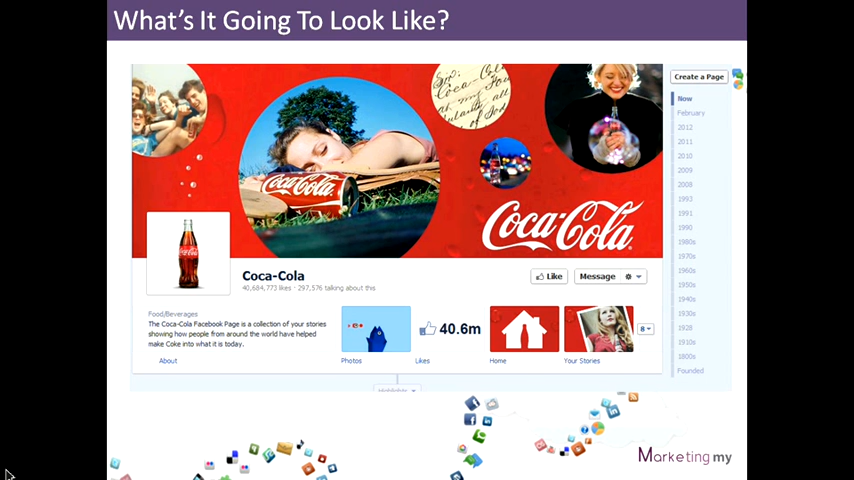 What's It Going To Look Like?
Create a Page
Now
February
2012
2011
2010
2009
2008
1993
1991
1990
1980s
1970s
1960s
1950s
1940s
1930s
1928
1910s
1800s
Founded
Coca-Cola
Coca-Cola
Coca-Cola
Coca-Cola
40,684,773 likes · 297,576 talking about this
Like
Message
Food/Beverages
The Coca-Cola Facebook Page is a collection of your stories
showing how people from around the world have helped
make Coke into what it is today.
About
Photos
40.6m
Likes
Home
Your Stories
8
Highlights
Marketing my